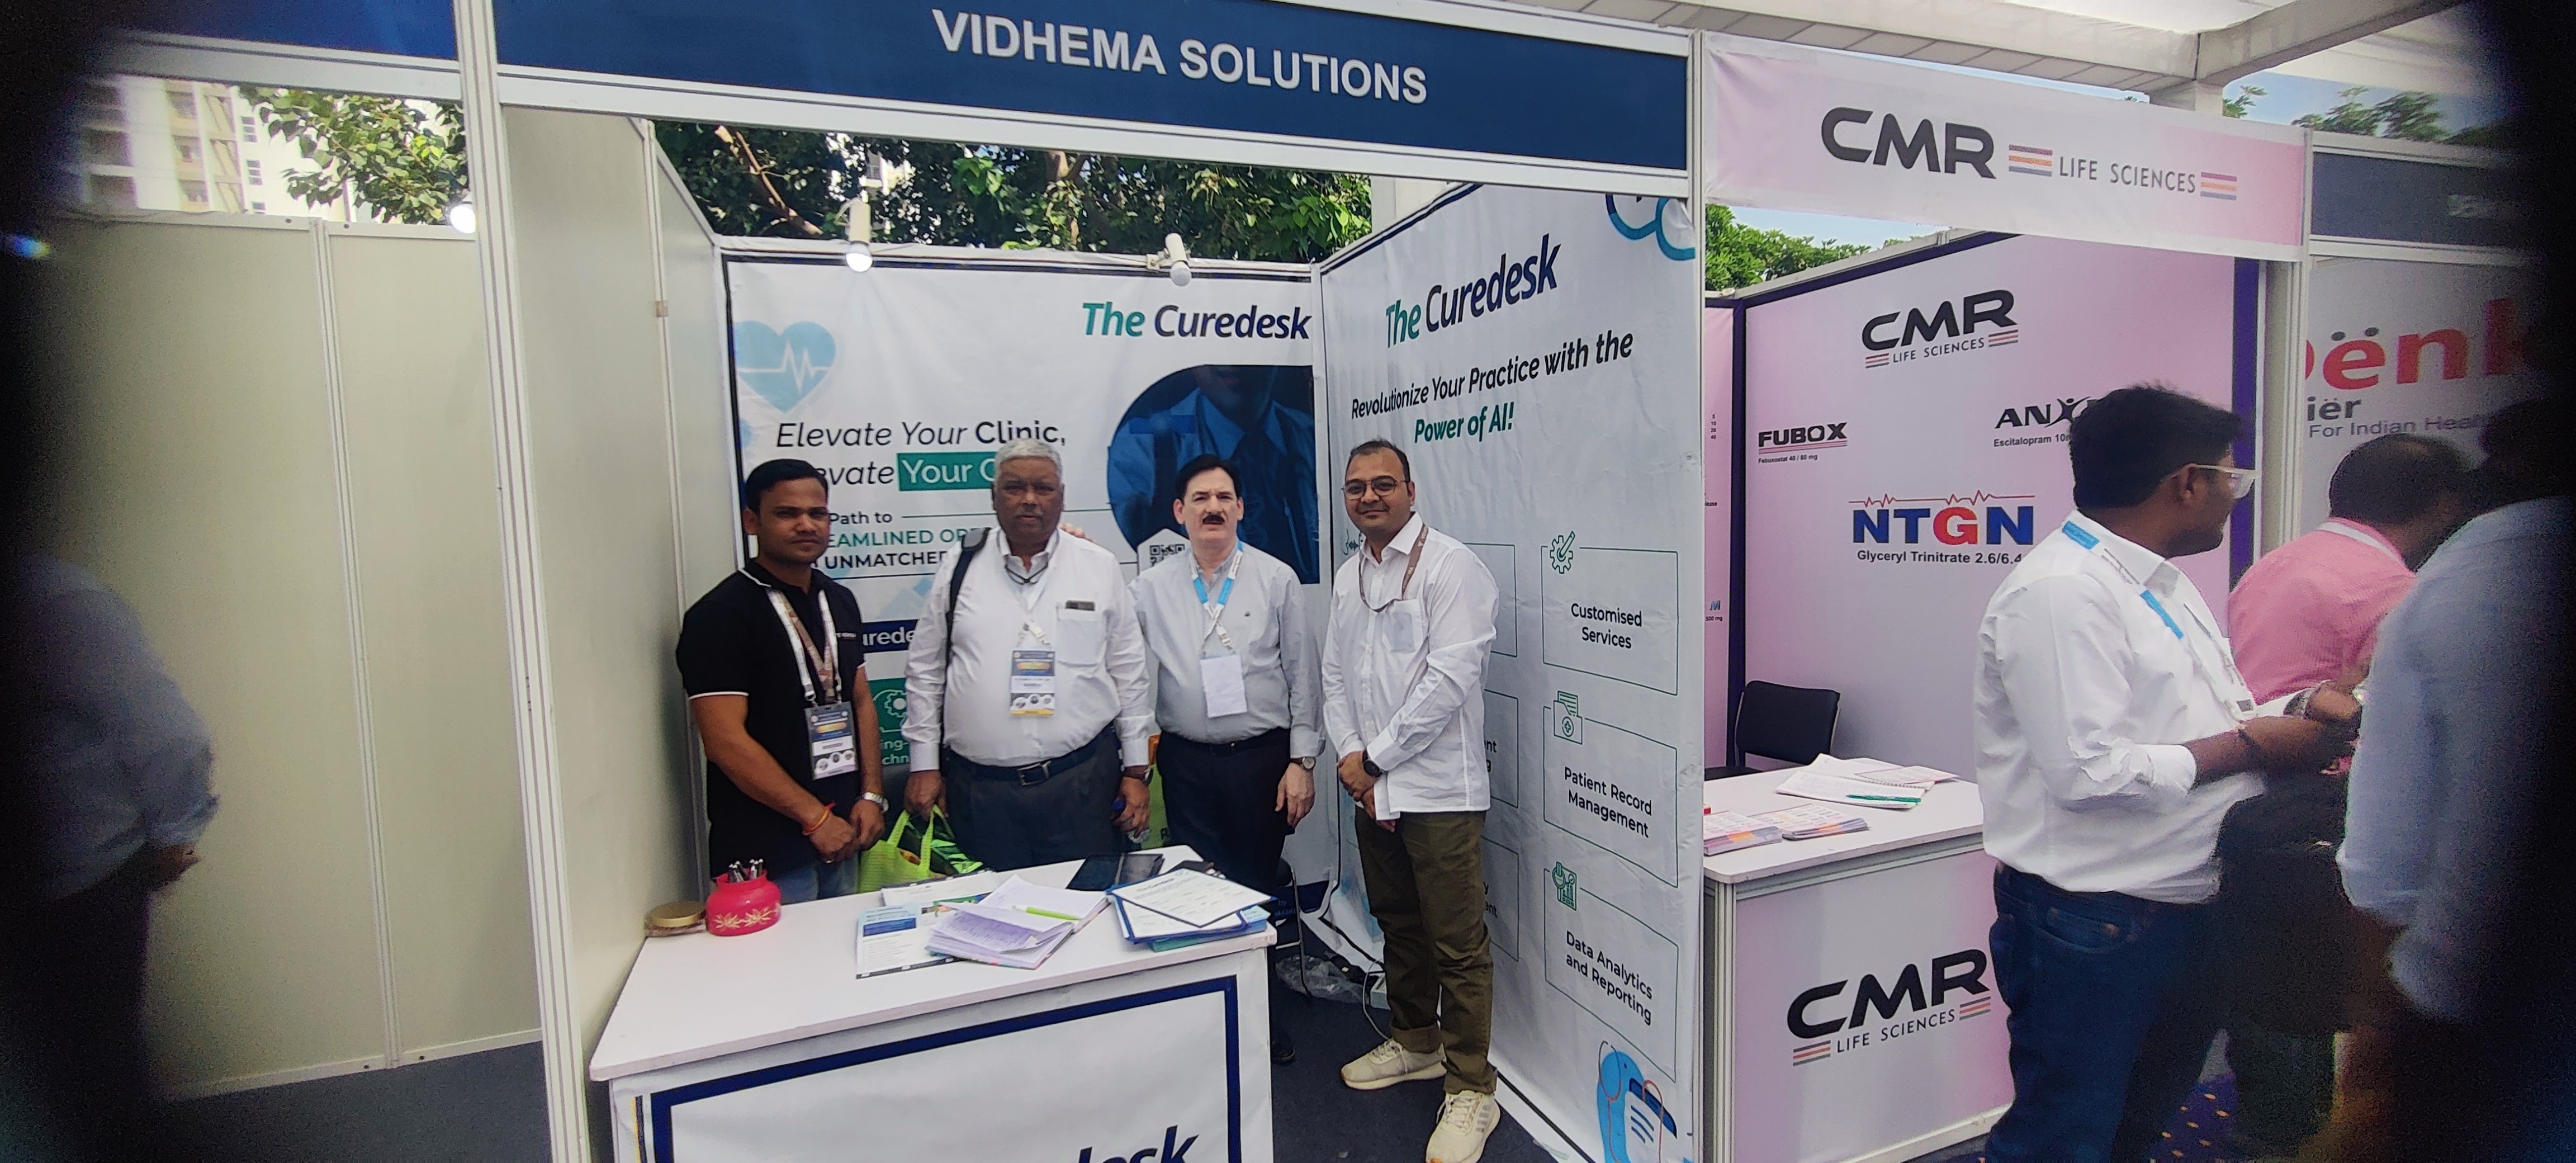 VIDHEMA SOLUTIONS
The Curedesk
Elevate Your Clinic,
Your
Path to
UNMATCHED
The Curedesk
Revolutionize Your Practice with the
Power of AI!
Customised
Services
Patient Record
Management
Data Analytics
and Reporting
CMR LIFE SCIENCES
CMR
LIFE SCIENCES
FUBOX
Febuxostat 40 / 80 mg
Escitalopram
NTGN
Glyceryl Trinitrate 2.6/6.4
CMR
LIFE SCIENCES
For Indian